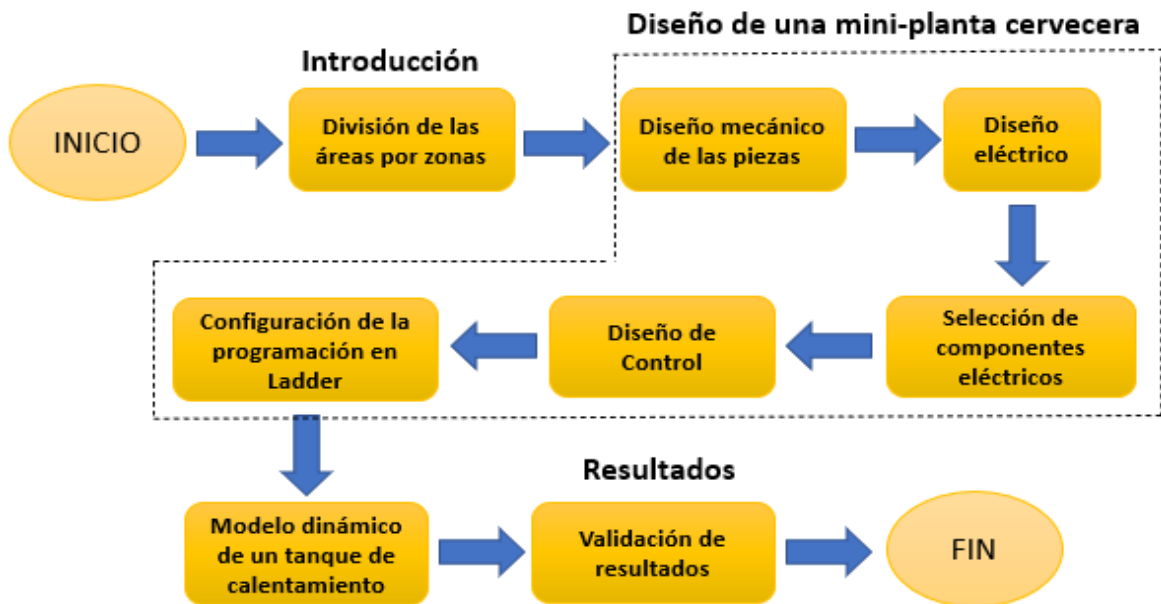 Diseño de una mini-planta cervecera
Introducción
INICIO
División de las
áreas por zonas
Diseño mecánico
de las piezas
Diseño
eléctrico
Selección de
componentes
eléctricos
Diseño de
Control
Configuración de la
programación en
Ladder
Modelo dinámico
de un tanque de
calentamiento
Resultados
Validación de
resultados
FIN